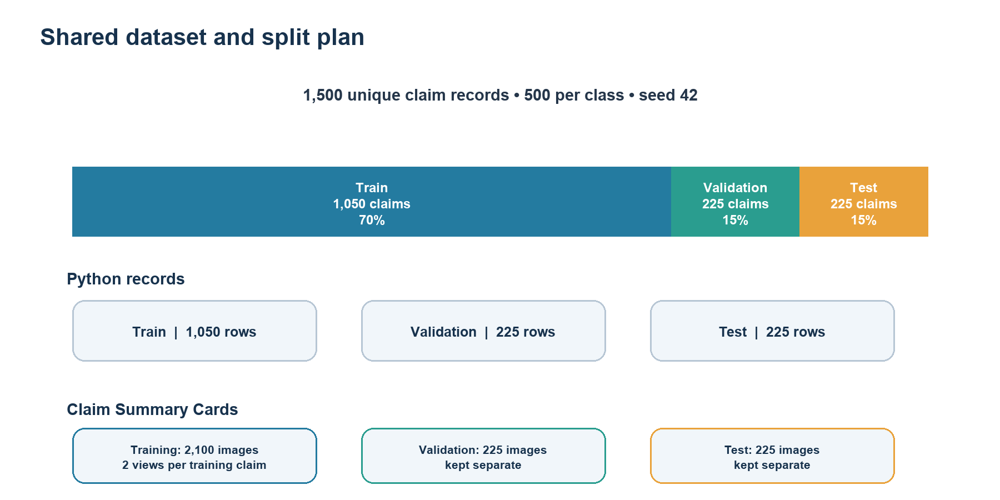 Shared dataset and split plan
1,500 unique claim records • 500 per class • seed 42
Train
1,050 claims
70%
Validation
225 claims
15%
Test
225 claims
15%
Python records
Train | 1,050 rows
Validation | 225 rows
Test | 225 rows
Claim Summary Cards
Training: 2,100 images
2 views per training claim
Validation: 225 images
kept separate
Test: 225 images
kept separate